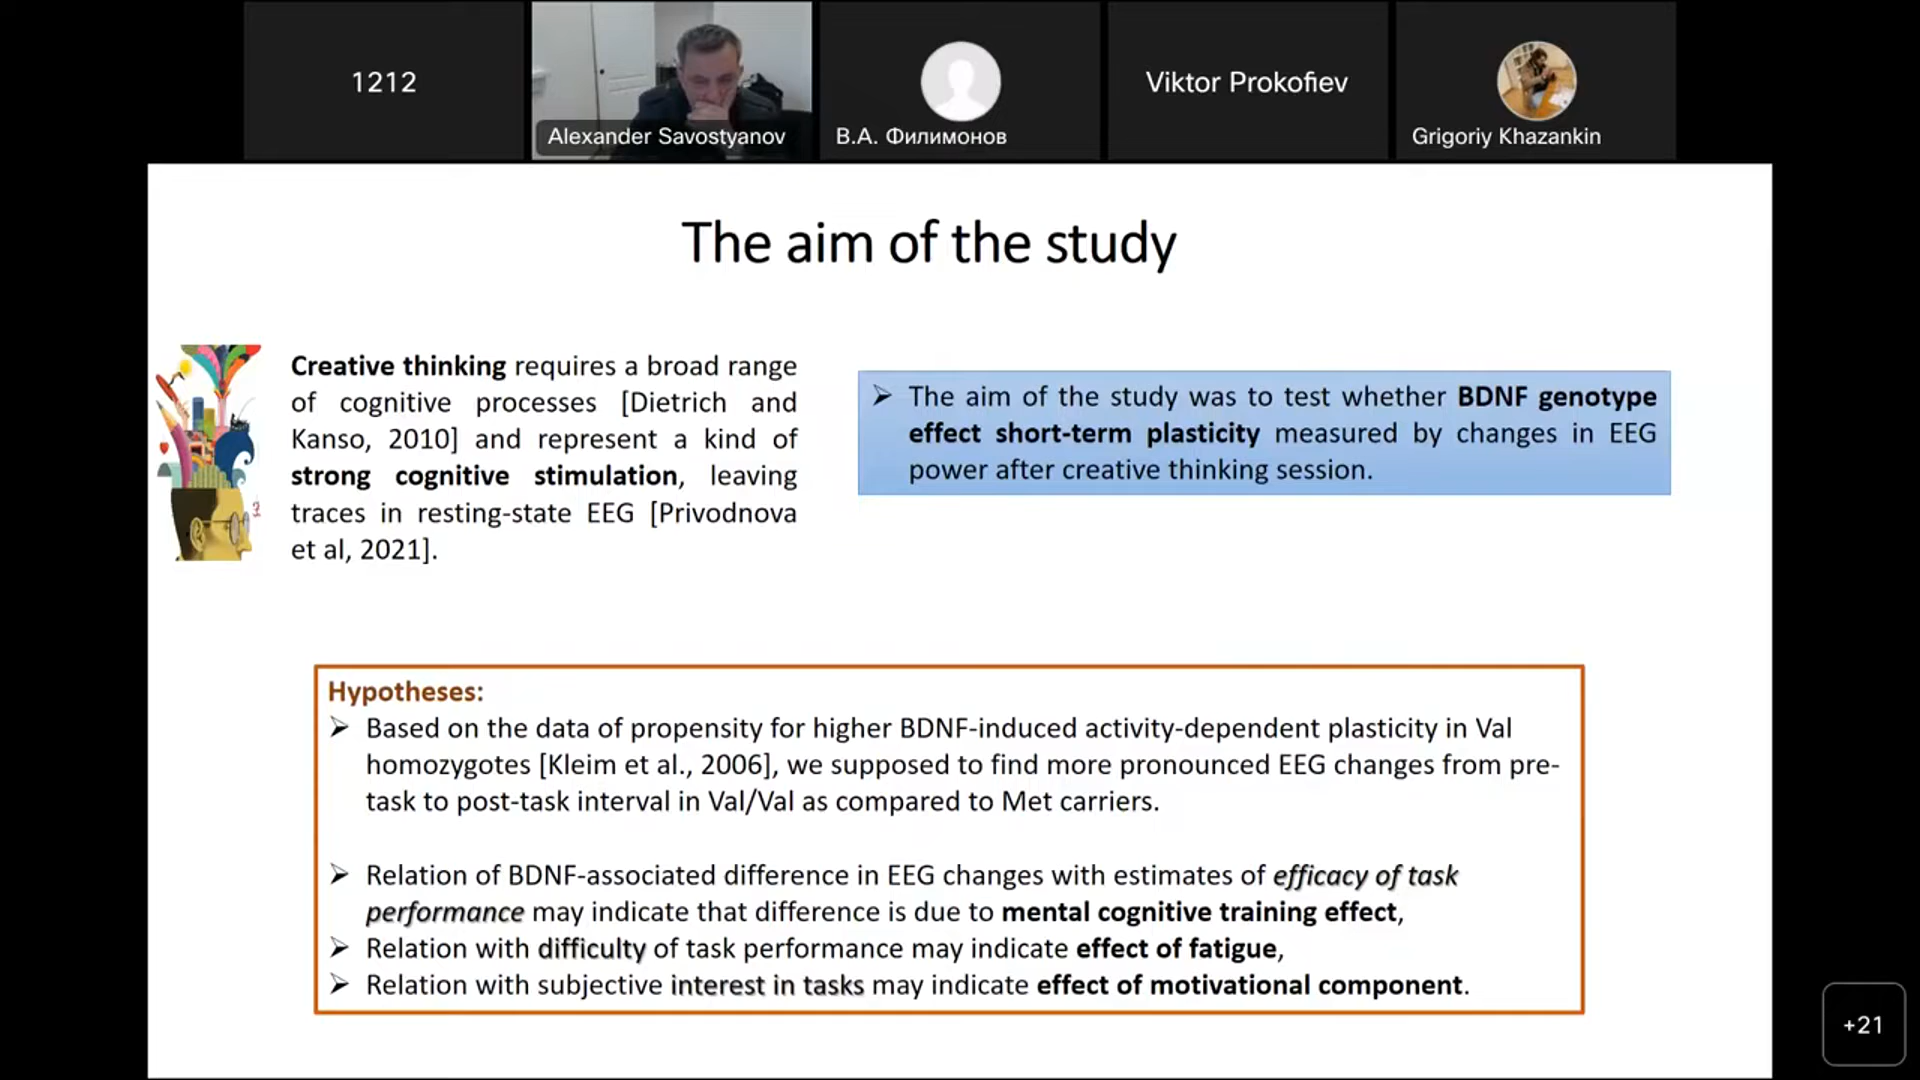 1212
Alexander Savostyanov
В.А. Филимонов
Viktor Prokofiev
Grigoriy Khazankin
The aim of the study
Creative thinking requires a broad range
of cognitive processes [Dietrich and
Kanso, 2010] and represent a kind of
strong cognitive stimulation, leaving
traces in resting-state EEG [Privodnova
et al, 2021].
➢ The aim of the study was to test whether BDNF genotype
effect short-term plasticity measured by changes in EEG
power after creative thinking session.
Hypotheses:
➢ Based on the data of propensity for higher BDNF-induced activity-dependent plasticity in Val
homozygotes [Kleim et al., 2006], we supposed to find more pronounced EEG changes from pre-
task to post-task interval in Val/Val as compared to Met carriers.
➢ Relation of BDNF-associated difference in EEG changes with estimates of efficacy of task
performance may indicate that difference is due to mental cognitive training effect,
➢ Relation with difficulty of task performance may indicate effect of fatigue,
➢ Relation with subjective interest in tasks may indicate effect of motivational component.
+21